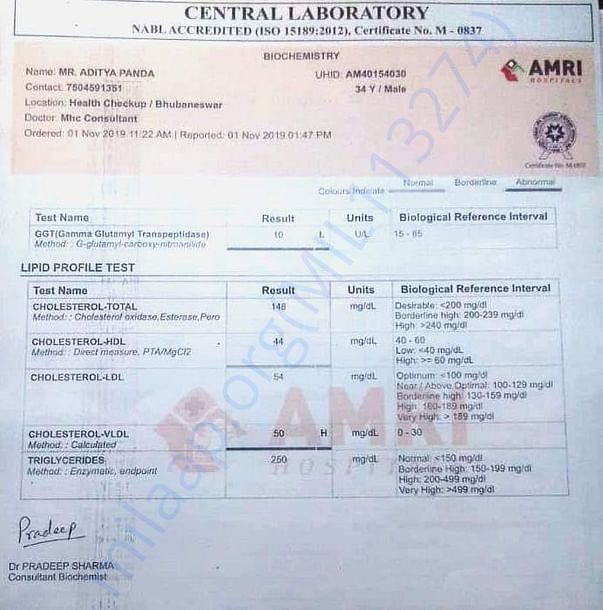 CENTRAL LABORATORY
NABL ACCREDITED (ISO 15189:2012), Certificate No. M - 0837
BIOCHEMISTRY
Name: MR. ADITYA PANDA
UHID: AM40154030
Contact: 7504591351
34 Y / Male
Location: Health Checkup / Bhubaneswar
Doctor: Mhc Consultant
Ordered: 01 Nov 2019 11:22 AM | Reported: 01 Nov 2019 01:47 PM
AMRI
HOSPITALS
Certificate No. M-0837
Colours Indicate Normal Borderline Abnormal
Test Name Result Units Biological Reference Interval
GGT(Gamma Glutamyl Transpeptidase) 10 L U/L 15 - 85
Method: G-glutamyl-carboxy-nitroanilide
LIPID PROFILE TEST
Test Name Result Units Biological Reference Interval
CHOLESTEROL-TOTAL 148 mg/dL Desirable: <200 mg/dl
Method: : Cholesterol oxidase,Esterase,Pero Borderline high: 200-239 mg/dl
High: >240 mg/dl
CHOLESTEROL-HDL 44 mg/dL 40 - 60
Method: : Direct measure, PTA/MgCl2 Low: <40 mg/dL
High: >= 60 mg/dL
CHOLESTEROL-LDL 54 mg/dL Optimum: <100 mg/dl
Near / Above Optimal: 100-129 mg/dl
Borderline high: 130-159 mg/dl
High: 160-189 mg/dl
Very High: > 189 mg/dl
CHOLESTEROL-VLDL 50 H mg/dL 0 - 30
Method: : Calculated
TRIGLYCERIDES 250 mg/dL Normal: <150 mg/dl
Method: : Enzymatic, endpoint Borderline High: 150-199 mg/dl
High: 200-499 mg/dl
Very High: >499 mg/dl
AMRI
HOSPITALS
Pradeep
Dr PRADEEP SHARMA
Consultant Biochemist
milaap.org(MIL113274)